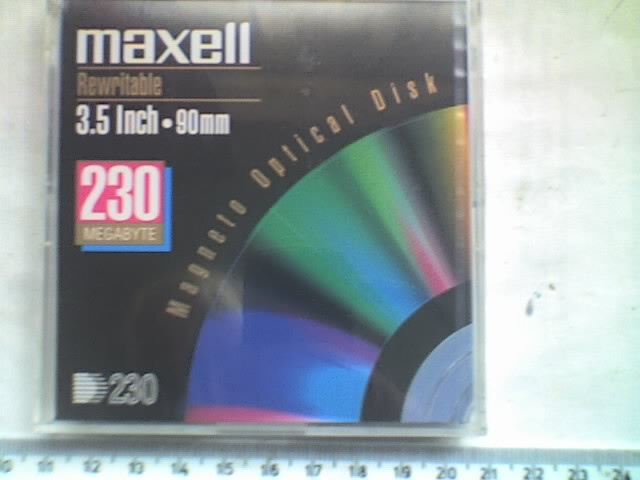 maxell
Rewritable
3.5 Inch • 90mm
Magneto Optical Disk
230
MEGABYTE
230
10 11 12 13 14 15 16 17 18 19 20 21 22 23 24